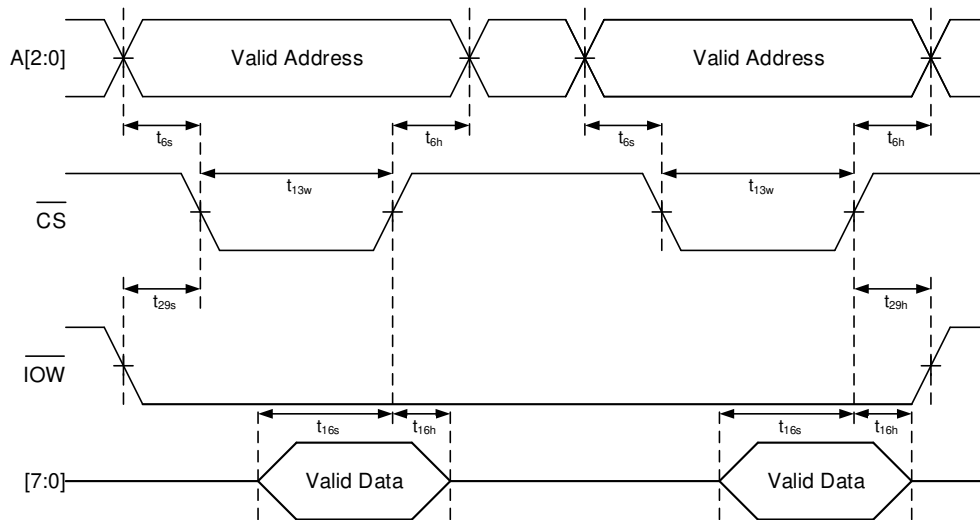 A[2:0] Valid Address Valid Address
t6s t6h t6s t6h
t13w t13w
CS
t29s t29h
IOW
t16s t16h t16s t16h
[7:0] Valid Data Valid Data